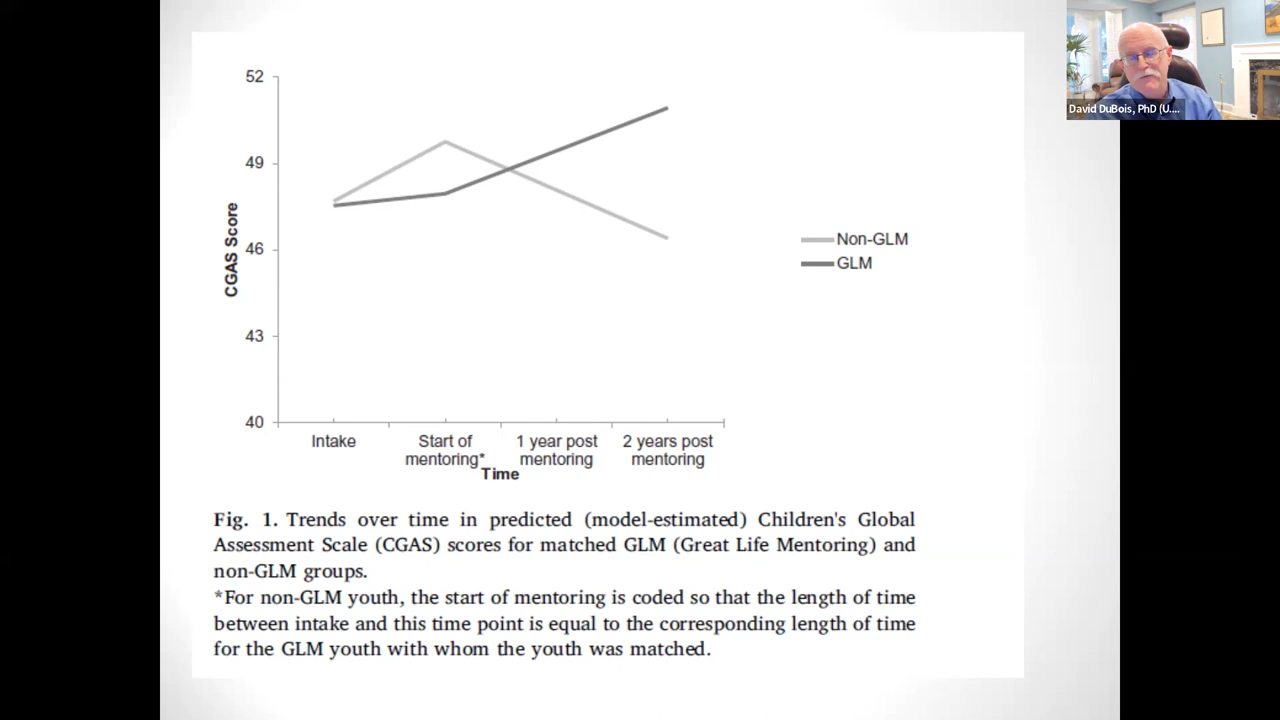 David DuBois, PhD (U....
52
49
46
43
40
CGAS Score
Non-GLM
GLM
Intake
Start of mentoring*
1 year post mentoring
2 years post mentoring
Time
Fig. 1. Trends over time in predicted (model-estimated) Children's Global
Assessment Scale (CGAS) scores for matched GLM (Great Life Mentoring) and
non-GLM groups.
*For non-GLM youth, the start of mentoring is coded so that the length of time
between intake and this time point is equal to the corresponding length of time
for the GLM youth with whom the youth was matched.